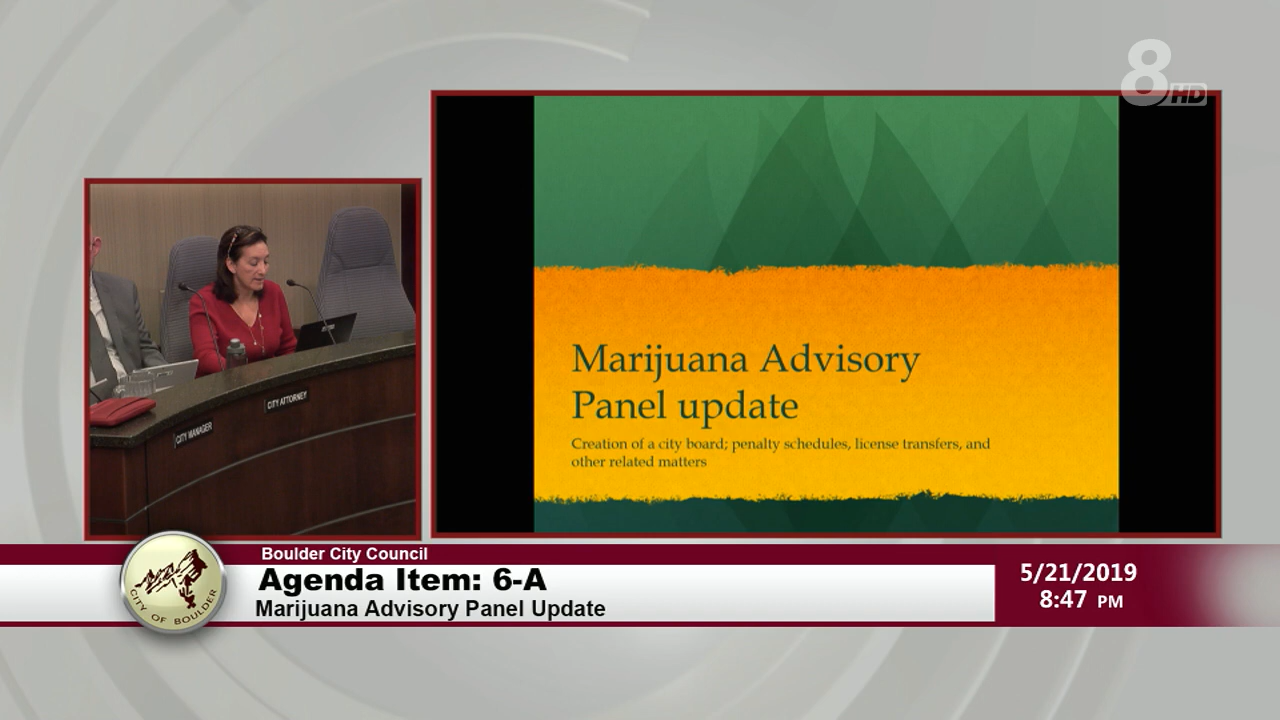 8HD
Marijuana Advisory
Panel update
Creation of a city board; penalty schedules, license transfers, and
other related matters
CITY MANAGER
CITY ATTORNEY
Boulder City Council
Agenda Item: 6-A
Marijuana Advisory Panel Update
CITY OF BOULDER
5/21/2019
8:47 PM